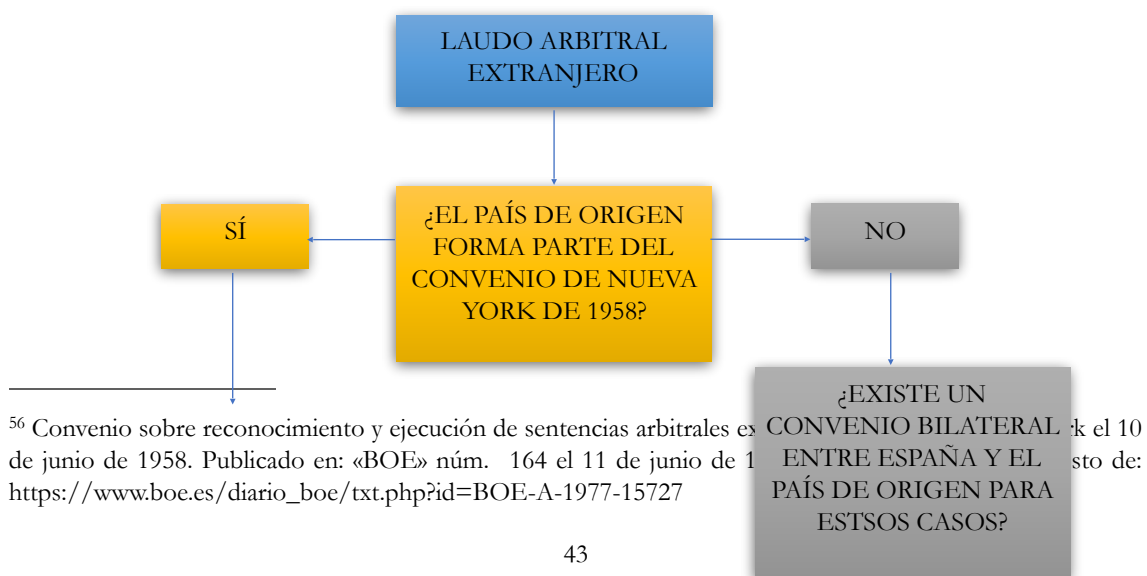 LAUDO ARBITRAL
EXTRANJERO
SÍ
¿EL PAÍS DE ORIGEN
FORMA PARTE DEL
CONVENIO DE NUEVA
YORK DE 1958?
NO
¿EXISTE UN
CONVENIO BILATERAL
ENTRE ESPAÑA Y EL
PAÍS DE ORIGEN PARA
ESTSOS CASOS?
56 Convenio sobre reconocimiento y ejecución de sentencias arbitrales ex k el 10
de junio de 1958. Publicado en: «BOE» núm. 164 el 11 de junio de 1 sto de:
https://www.boe.es/diario_boe/txt.php?id=BOE-A-1977-15727
43